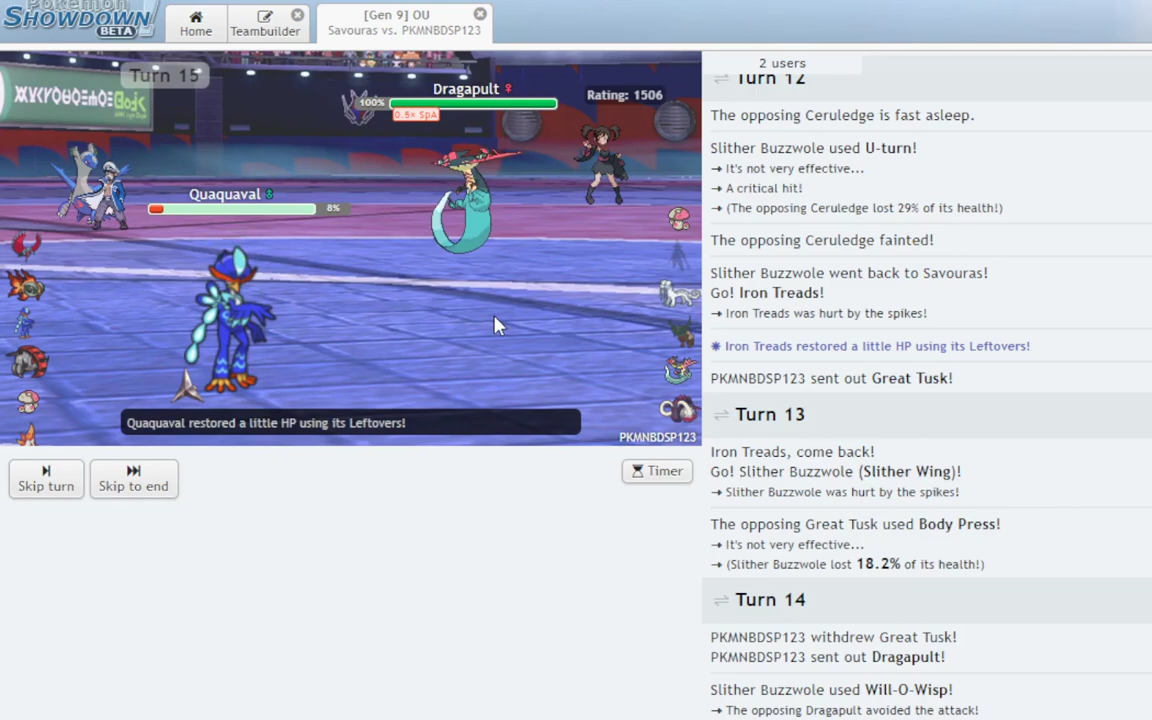 Pokémon
SHOWDOWN
BETA
Home
Teambuilder
[Gen 9] OU
Savouras vs. PKMNBDSP123
Turn 15
Dragapult
100%
0.5× SpA
Rating: 1506
Quaquaval
8%
Quaquaval restored a little HP using its Leftovers!
PKMNBDSP123
Skip turn
Skip to end
Timer
2 users
Turn 12
The opposing Ceruledge is fast asleep.
Slither Buzzwole used U-turn!
It's not very effective...
A critical hit!
(The opposing Ceruledge lost 29% of its health!)
The opposing Ceruledge fainted!
Slither Buzzwole went back to Savouras!
Go! Iron Treads!
Iron Treads was hurt by the spikes!
Iron Treads restored a little HP using its Leftovers!
PKMNBDSP123 sent out Great Tusk!
Turn 13
Iron Treads, come back!
Go! Slither Buzzwole (Slither Wing)!
Slither Buzzwole was hurt by the spikes!
The opposing Great Tusk used Body Press!
It's not very effective...
(Slither Buzzwole lost 18.2% of its health!)
Turn 14
PKMNBDSP123 withdrew Great Tusk!
PKMNBDSP123 sent out Dragapult!
Slither Buzzwole used Will-O-Wisp!
The opposing Dragapult avoided the attack!